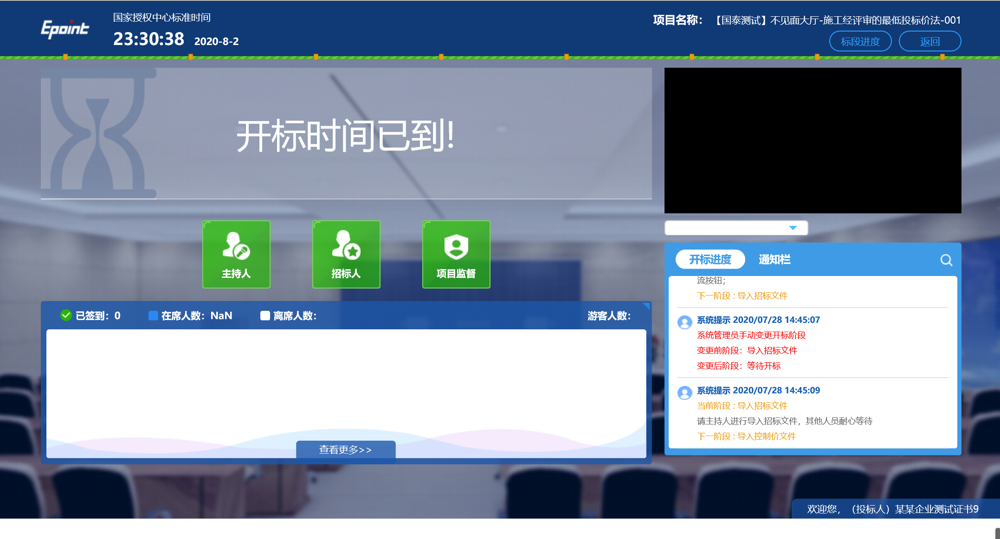 Epoint
国家授权中心标准时间
23:30:38 2020-8-2
项目名称： 【国泰测试】不见面大厅-施工经评审的最低投标价法-001
标段进度 返回
开标时间已到!
主持人 招标人 项目监督
已签到：0 在席人数：NaN 离席人数： 游客人数：
查看更多>>
开标进度 通知栏
流按钮；
下一阶段 : 导入招标文件
系统提示 2020/07/28 14:45:07
系统管理员手动变更开标阶段
变更前阶段：导入招标文件
变更后阶段：等待开标
系统提示 2020/07/28 14:45:09
当前阶段 : 导入招标文件
请主持人进行导入招标文件，其他人员耐心等待
下一阶段 : 导入控制价文件
欢迎您，（投标人）某某企业测试证书9